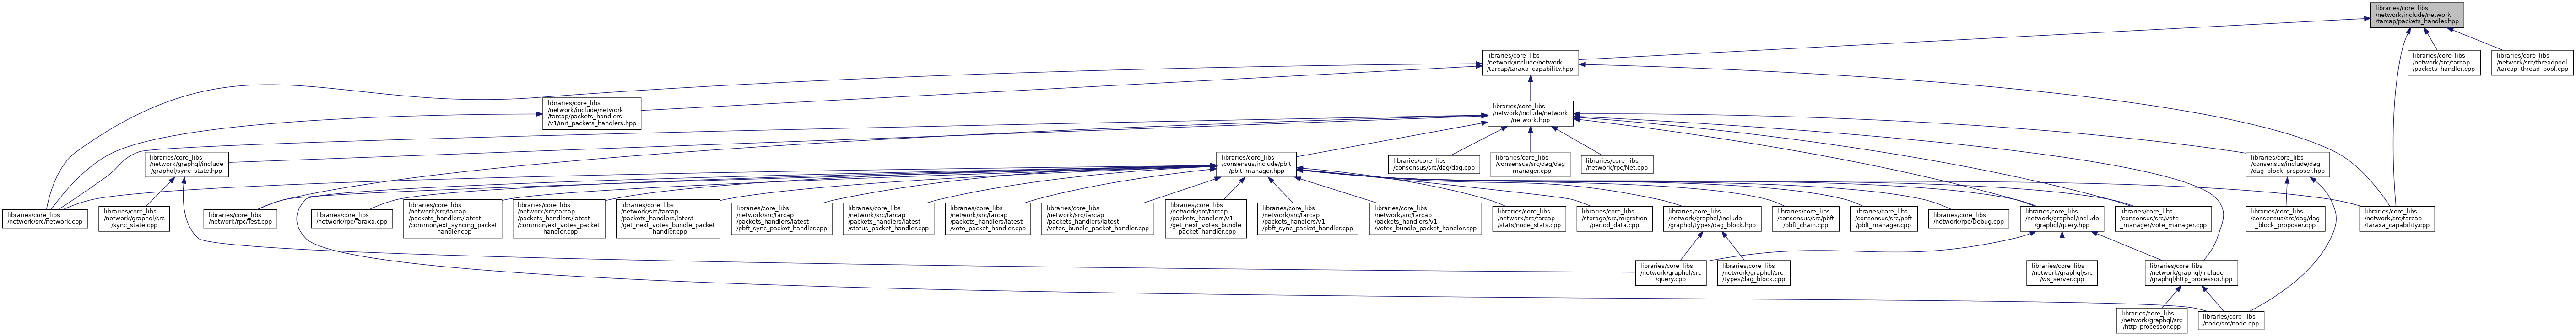 libraries/core_libs
/network/include/network
/tarcap/packets_handler.hpp
libraries/core_libs
/network/include/network
/tarcap/taraxa_capability.hpp
libraries/core_libs
/network/src/tarcap
/packets_handler.cpp
libraries/core_libs
/network/src/threadpool
/tarcap_thread_pool.cpp
libraries/core_libs
/network/include/network
/tarcap/packets_handlers
/v1/init_packets_handlers.hpp
libraries/core_libs
/network/include/network
/network.hpp
libraries/core_libs
/network/graphql/include
/graphql/sync_state.hpp
libraries/core_libs
/consensus/include/pbft
/pbft_manager.hpp
libraries/core_libs
/consensus/src/dag/dag.cpp
libraries/core_libs
/consensus/src/dag/dag
_manager.cpp
libraries/core_libs
/network/rpc/Net.cpp
libraries/core_libs
/consensus/include/dag
/dag_block_proposer.hpp
libraries/core_libs
/network/src/network.cpp
libraries/core_libs
/network/graphql/src
/sync_state.cpp
libraries/core_libs
/network/rpc/Test.cpp
libraries/core_libs
/network/rpc/Taraxa.cpp
libraries/core_libs
/network/src/tarcap
/packets_handlers/latest
/common/ext_syncing_packet
_handler.cpp
libraries/core_libs
/network/src/tarcap
/packets_handlers/latest
/common/ext_votes_packet
_handler.cpp
libraries/core_libs
/network/src/tarcap
/packets_handlers/latest
/get_next_votes_bundle_packet
_handler.cpp
libraries/core_libs
/network/src/tarcap
/packets_handlers/latest
/pbft_sync_packet_handler.cpp
libraries/core_libs
/network/src/tarcap
/packets_handlers/latest
/status_packet_handler.cpp
libraries/core_libs
/network/src/tarcap
/packets_handlers/latest
/vote_packet_handler.cpp
libraries/core_libs
/network/src/tarcap
/packets_handlers/latest
/votes_bundle_packet_handler.cpp
libraries/core_libs
/network/src/tarcap
/packets_handlers/v1
/get_next_votes_bundle
_packet_handler.cpp
libraries/core_libs
/network/src/tarcap
/packets_handlers/v1
/pbft_sync_packet_handler.cpp
libraries/core_libs
/network/src/tarcap
/packets_handlers/v1
/votes_bundle_packet_handler.cpp
libraries/core_libs
/network/src/tarcap
/stats/node_stats.cpp
libraries/core_libs
/storage/src/migration
/period_data.cpp
libraries/core_libs
/network/graphql/include
/graphql/types/dag_block.hpp
libraries/core_libs
/consensus/src/pbft
/pbft_chain.cpp
libraries/core_libs
/consensus/src/pbft
/pbft_manager.cpp
libraries/core_libs
/network/rpc/Debug.cpp
libraries/core_libs
/network/graphql/include
/graphql/query.hpp
libraries/core_libs
/consensus/src/vote
_manager/vote_manager.cpp
libraries/core_libs
/consensus/src/dag/dag
_block_proposer.cpp
libraries/core_libs
/network/src/tarcap
/taraxa_capability.cpp
libraries/core_libs
/network/graphql/src
/query.cpp
libraries/core_libs
/network/graphql/src
/types/dag_block.cpp
libraries/core_libs
/network/graphql/src
/ws_server.cpp
libraries/core_libs
/network/graphql/include
/graphql/http_processor.hpp
libraries/core_libs
/network/graphql/src
/http_processor.cpp
libraries/core_libs
/node/src/node.cpp